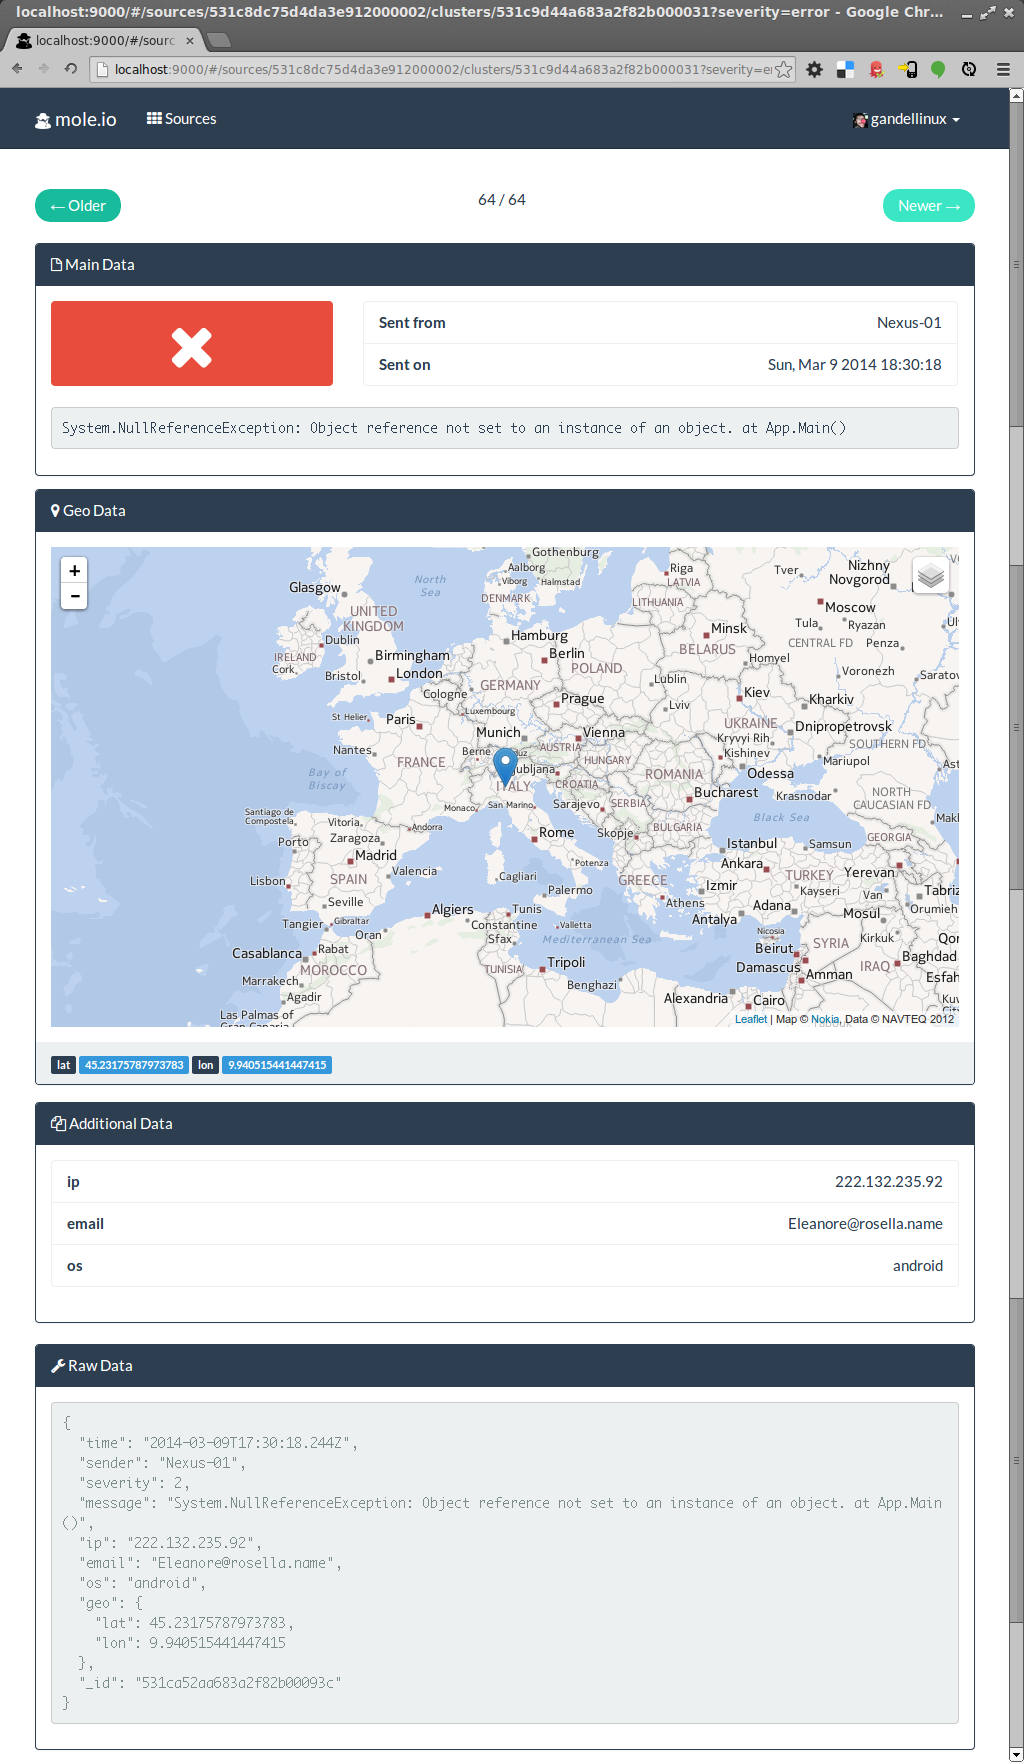 localhost:9000/#/sources/531c8dc75d4da3e912000002/clusters/531c9d44a683a2f82b000031?severity=error - Google Chr...
localhost:9000/#/sourc
localhost:9000/#/sources/531c8dc75d4da3e912000002/clusters/531c9d44a683a2f82b000031?severity=e
mole.io Sources gandellinux
← Older 64 / 64 Newer →
Main Data
Sent from Nexus-01
Sent on Sun, Mar 9 2014 18:30:18
System.NullReferenceException: Object reference not set to an instance of an object. at App.Main()
Geo Data
+
-
Gothenburg
Aalborg
Viborg Halmstad
Riga
LATVIA
Tver
Nizhny
Novgorod
Glasgow
North
Sea
DENMARK
LITHUANIA
Moscow
UNITED
KINGDOM
Tula Ryazan
Dublin
Hamburg
Minsk
CENTRAL FD Penza
IRELAND
Birmingham
Berlin
BELARUS
Homyel
Cork
Bristol
London
POLAND
Voronezh
Saratov
Cologne
GERMANY
Lublin
Prague
Kiev
Kharkiv
St Helier
Luxembourg
Lviv
Paris
UKRAINE
Dnipropetrovsk
Munich
Vienna
Kryvyi Rih
Nantes
Berne
AUSTRIA
Kishinev
SOUTHERN FD
FRANCE
HUNGARY
Mariupol
Bay of
Biscay
ROMANIA
Odessa
ITALY
CROATIA
Bucharest
Krasnodar
NORTH
CAUCASIAN FD
Santiago de
Compostela
Monaco
San Marino
Sarajevo
SERBIA
Black Sea
Vitoria
Andorra
BULGARIA
Porto
Zaragoza
Rome
Skopje
Istanbul
Samsun
GEORGIA
Madrid
Potenza
Ankara
Yerevan
Lisbon
SPAIN
Valencia
Cagliari
GREECE
TURKEY
Kayseri
Van
Izmir
Palermo
Seville
Athens
Adana
Orumieh
Algiers
Tunis
Antalya
Mosul
Tangier
Gibraltar
Oran
Constantine
Valletta
Nicosia
Sfax
Mediterranean Sea
Beirut
SYRIA
Kirkuk
Casablanca
Rabat
Damascus
IRAQ
Baghdad
MOROCCO
TUNISIA
Tripoli
Amman
Marrakech
Benghazi
Agadir
Alexandria
Cairo
Las Palmas of
Gran Canaria
Leaflet | Map © Nokia, Data © NAVTEQ 2012
lat 45.23175787973783 lon 9.940515441447415
Additional Data
ip 222.132.235.92
email Eleanore@rosella.name
os android
Raw Data
{
"time": "2014-03-09T17:30:18.244Z",
"sender": "Nexus-01",
"severity": 2,
"message": "System.NullReferenceException: Object reference not set to an instance of an object. at App.Main
()",
"ip": "222.132.235.92",
"email": "Eleanore@rosella.name",
"os": "android",
"geo": {
"lat": 45.23175787973783,
"lon": 9.940515441447415
},
"_id": "531ca52aa683a2f82b00093c"
}